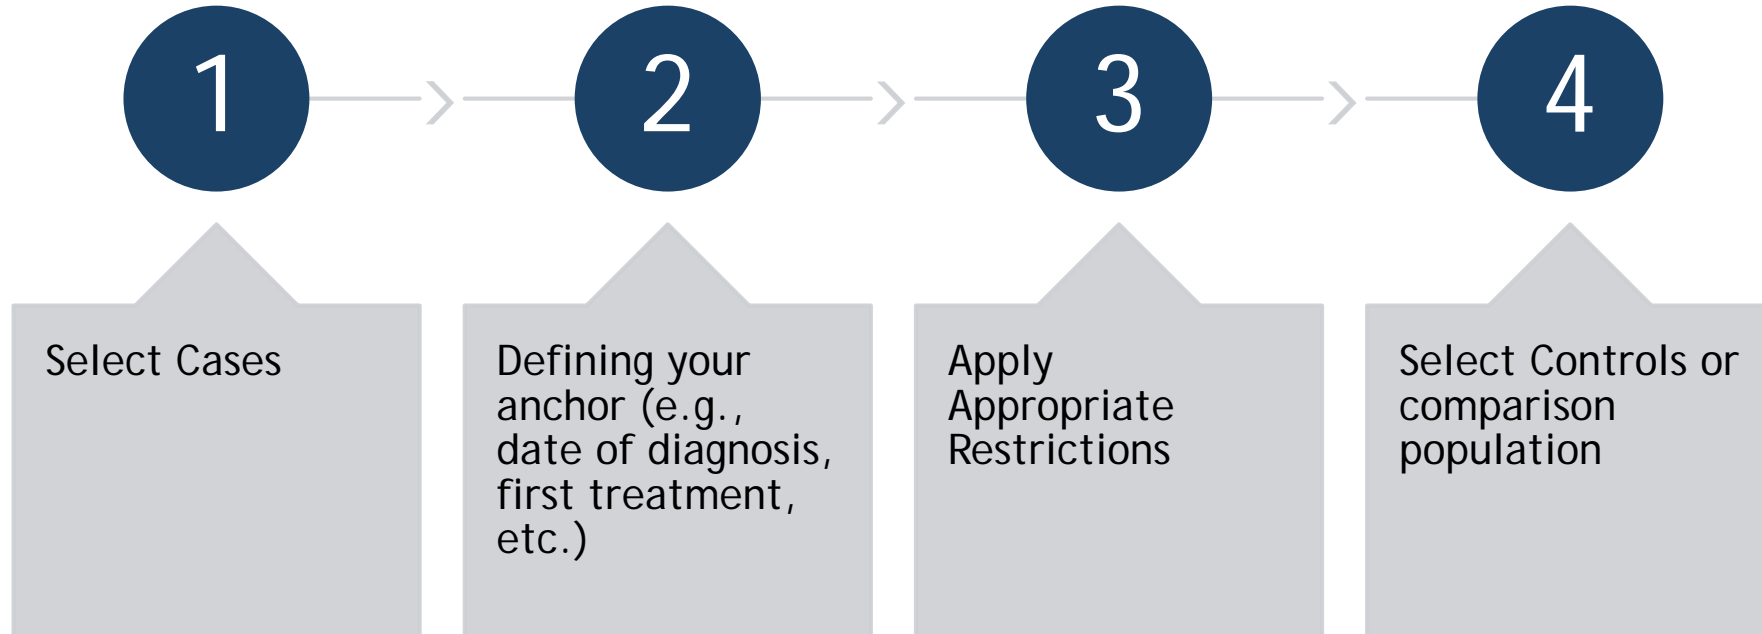 1
2
3
4
Select Cases
Defining your
anchor (e.g.,
date of diagnosis,
first treatment,
etc.)
Apply
Appropriate
Restrictions
Select Controls or
comparison
population